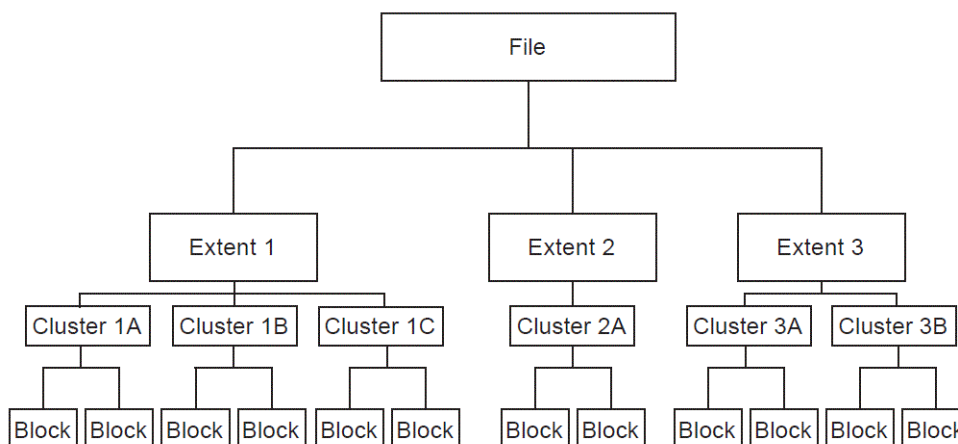 File
Extent 1 Extent 2 Extent 3
Cluster 1A Cluster 1B Cluster 1C Cluster 2A Cluster 3A Cluster 3B
Block Block Block Block Block Block Block Block Block Block Block Block